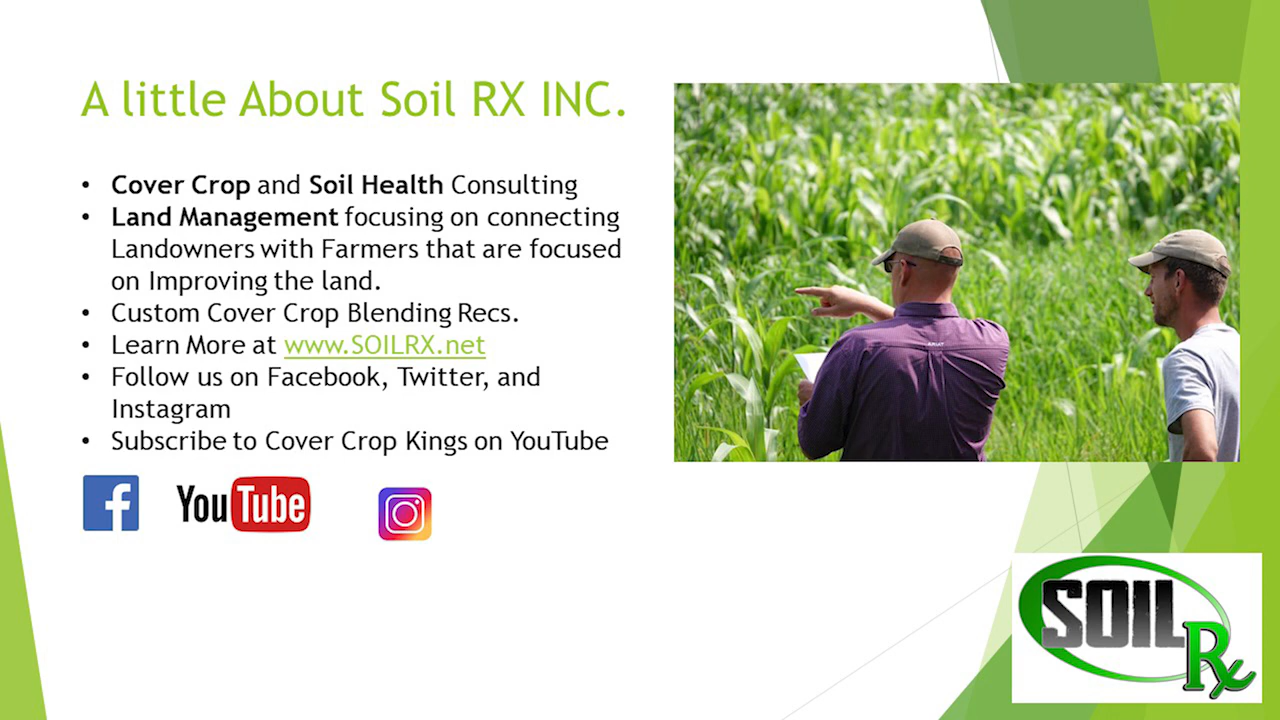 A little About Soil RX INC.
• Cover Crop and Soil Health Consulting
• Land Management focusing on connecting
Landowners with Farmers that are focused
on Improving the land.
• Custom Cover Crop Blending Recs.
• Learn More at www.SOILRX.net
• Follow us on Facebook, Twitter, and
Instagram
• Subscribe to Cover Crop Kings on YouTube
f
YouTube
ARIAT
SOIL
Rx